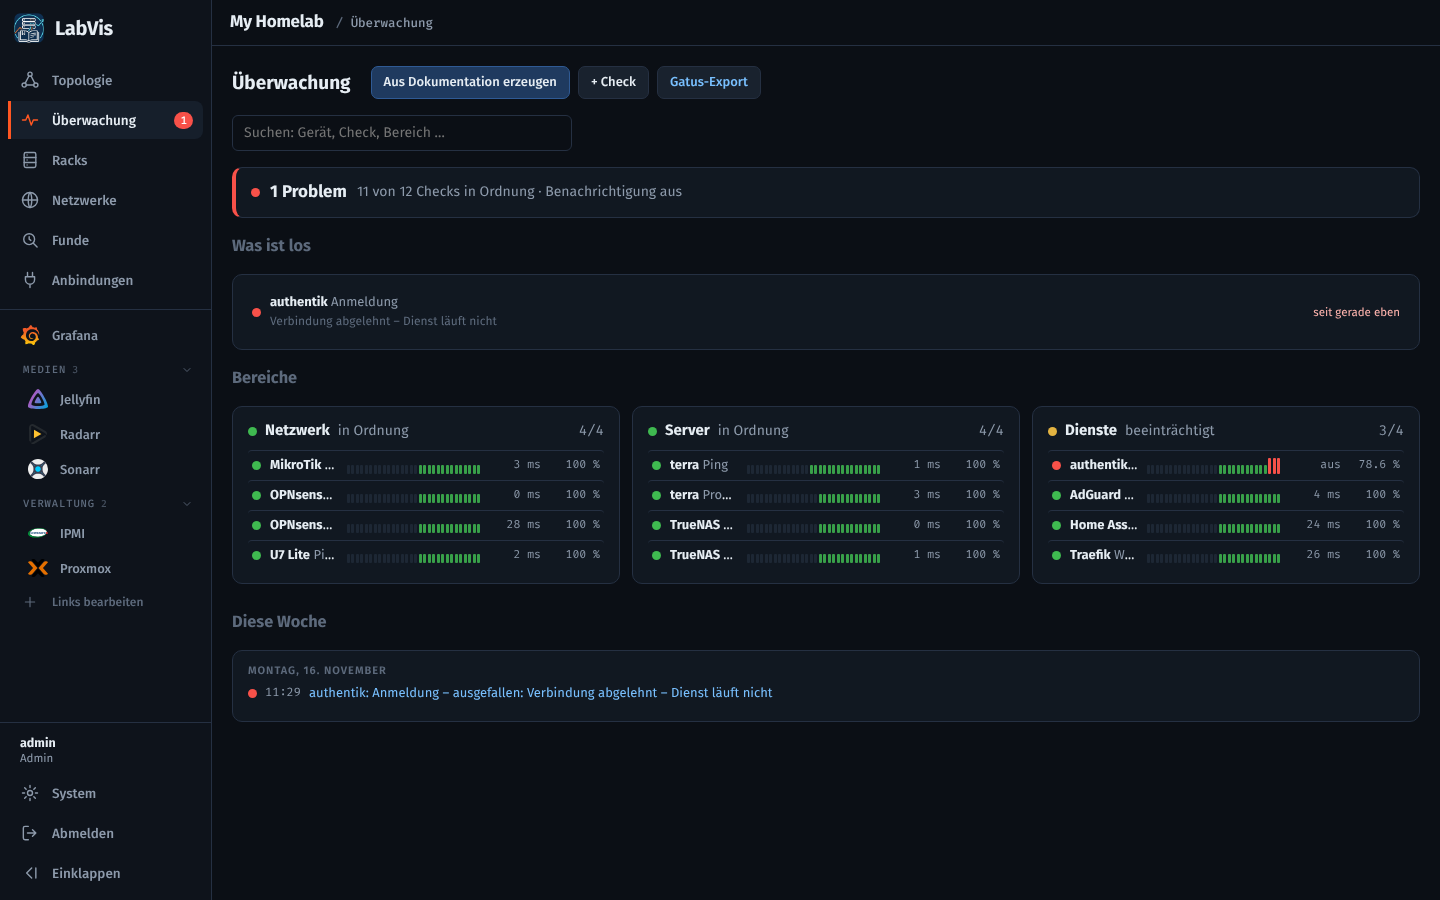 LabVis
My Homelab / Überwachung
Topologie
Überwachung 1
Racks
Netzwerke
Funde
Anbindungen
Grafana
MEDIEN 3
Jellyfin
Radarr
Sonarr
VERWALTUNG 2
IPMI
Proxmox
Links bearbeiten
admin
Admin
System
Abmelden
Einklappen
Überwachung
Aus Dokumentation erzeugen
+ Check
Gatus-Export
Suchen: Gerät, Check, Bereich ...
1 Problem 11 von 12 Checks in Ordnung · Benachrichtigung aus
Was ist los
authentik Anmeldung
Verbindung abgelehnt – Dienst läuft nicht
seit gerade eben
Bereiche
Netzwerk in Ordnung 4/4
MikroTik ... 3 ms 100 %
OPNsens... 0 ms 100 %
OPNsens... 28 ms 100 %
U7 Lite Pi... 2 ms 100 %
Server in Ordnung 4/4
terra Ping 1 ms 100 %
terra Pro... 3 ms 100 %
TrueNAS ... 0 ms 100 %
TrueNAS ... 1 ms 100 %
Dienste beeinträchtigt 3/4
authentik... aus 78.6 %
AdGuard ... 4 ms 100 %
Home Ass... 24 ms 100 %
Traefik W... 26 ms 100 %
Diese Woche
MONTAG, 16. NOVEMBER
11:29 authentik: Anmeldung – ausgefallen: Verbindung abgelehnt – Dienst läuft nicht